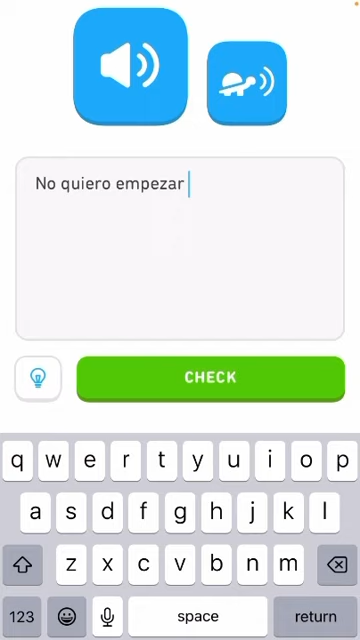 No quiero empezar
CHECK
q w e r t y u i o p
a s d f g h j k l
z x c v b n m
123 space return